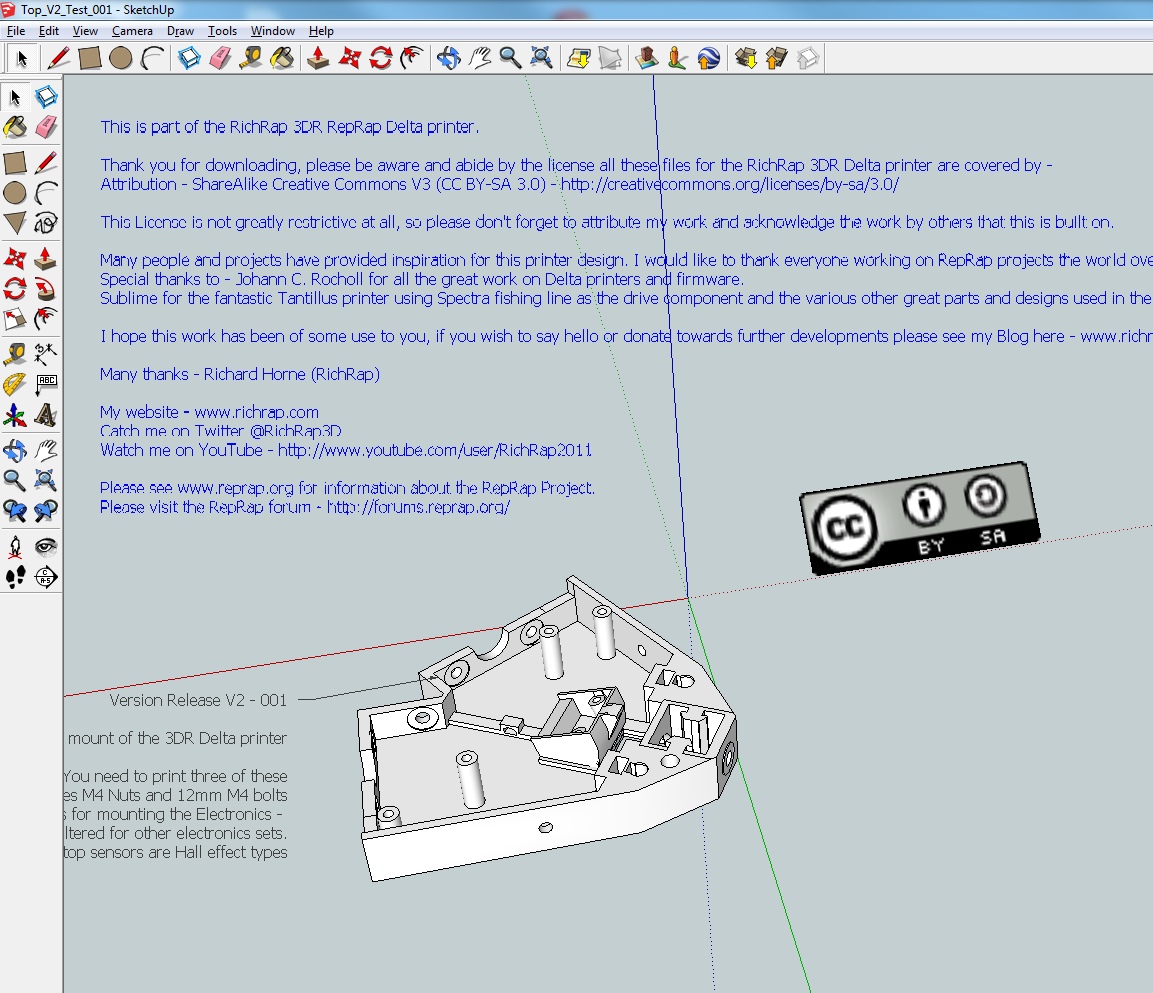 Top_V2_Test_001 - SketchUp
File Edit View Camera Draw Tools Window Help
This is part of the RichRap 3DR RepRap Delta printer.
Thank you for downloading, please be aware and abide by the license all these files for the RichRap 3DR Delta printer are covered by -
Attribution - ShareAlike Creative Commons V3 (CC BY-SA 3.0) - http://creativecommons.org/licenses/by-sa/3.0/
This License is not greatly restrictive at all, so please don't forget to attribute my work and acknowledge the work by others that this is built on.
Many people and projects have provided inspiration for this printer design. I would like to thank everyone working on RepRap projects the world ove
Special thanks to - Johann C. Rocholl for all the great work on Delta printers and firmware.
Sublime for the fantastic Tantillus printer using Spectra fishing line as the drive component and the various other great parts and designs used in the
I hope this work has been of some use to you, if you wish to say hello or donate towards further developments please see my Blog here - www.richr
Many thanks - Richard Horne (RichRap)
My website - www.richrap.com
Catch me on Twitter @RichRap3D
Watch me on YouTube - http://www.youtube.com/user/RichRap2011
Please see www.reprap.org for information about the RepRap Project.
Please visit the RepRap forum - http://forums.reprap.org/
CC BY SA
Version Release V2 - 001
mount of the 3DR Delta printer
You need to print three of these
es M4 Nuts and 12mm M4 bolts
s for mounting the Electronics -
ltered for other electronics sets.
top sensors are Hall effect types
ABC